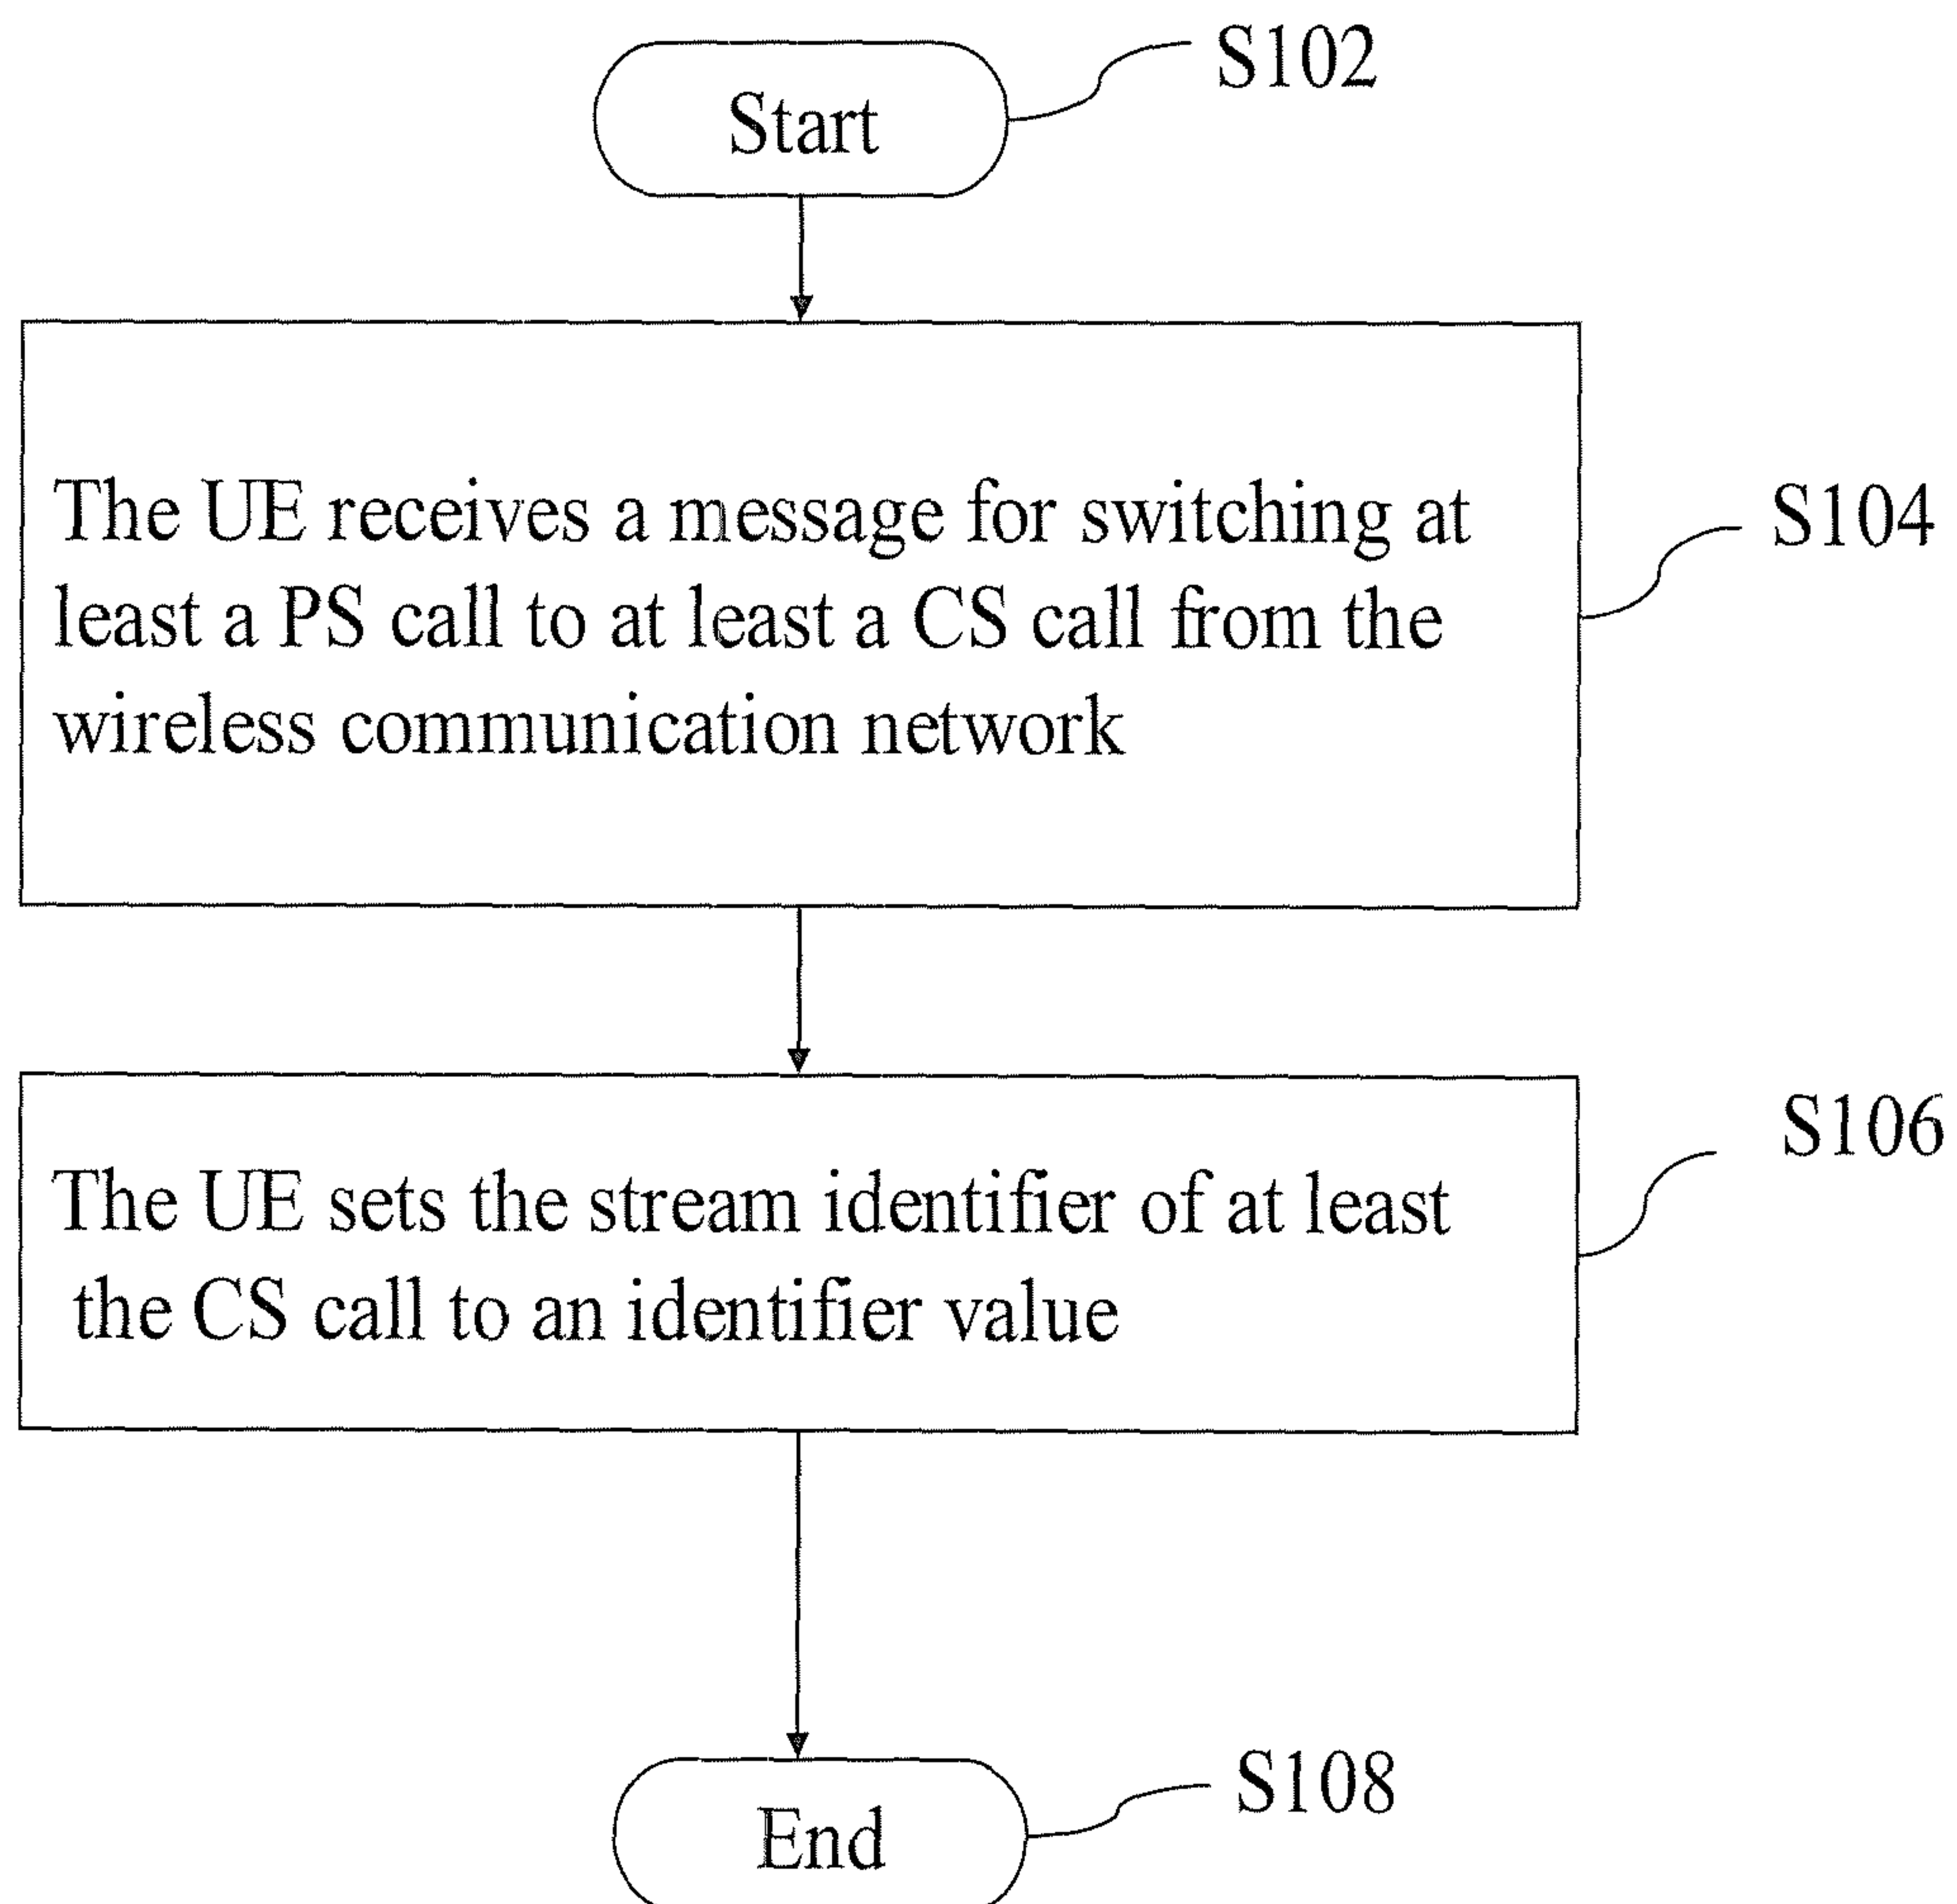 Start
S102
The UE receives a message for switching at
least a PS call to at least a CS call from the
wireless communication network
S104
The UE sets the stream identifier of at least
the CS call to an identifier value
S106
End
S108